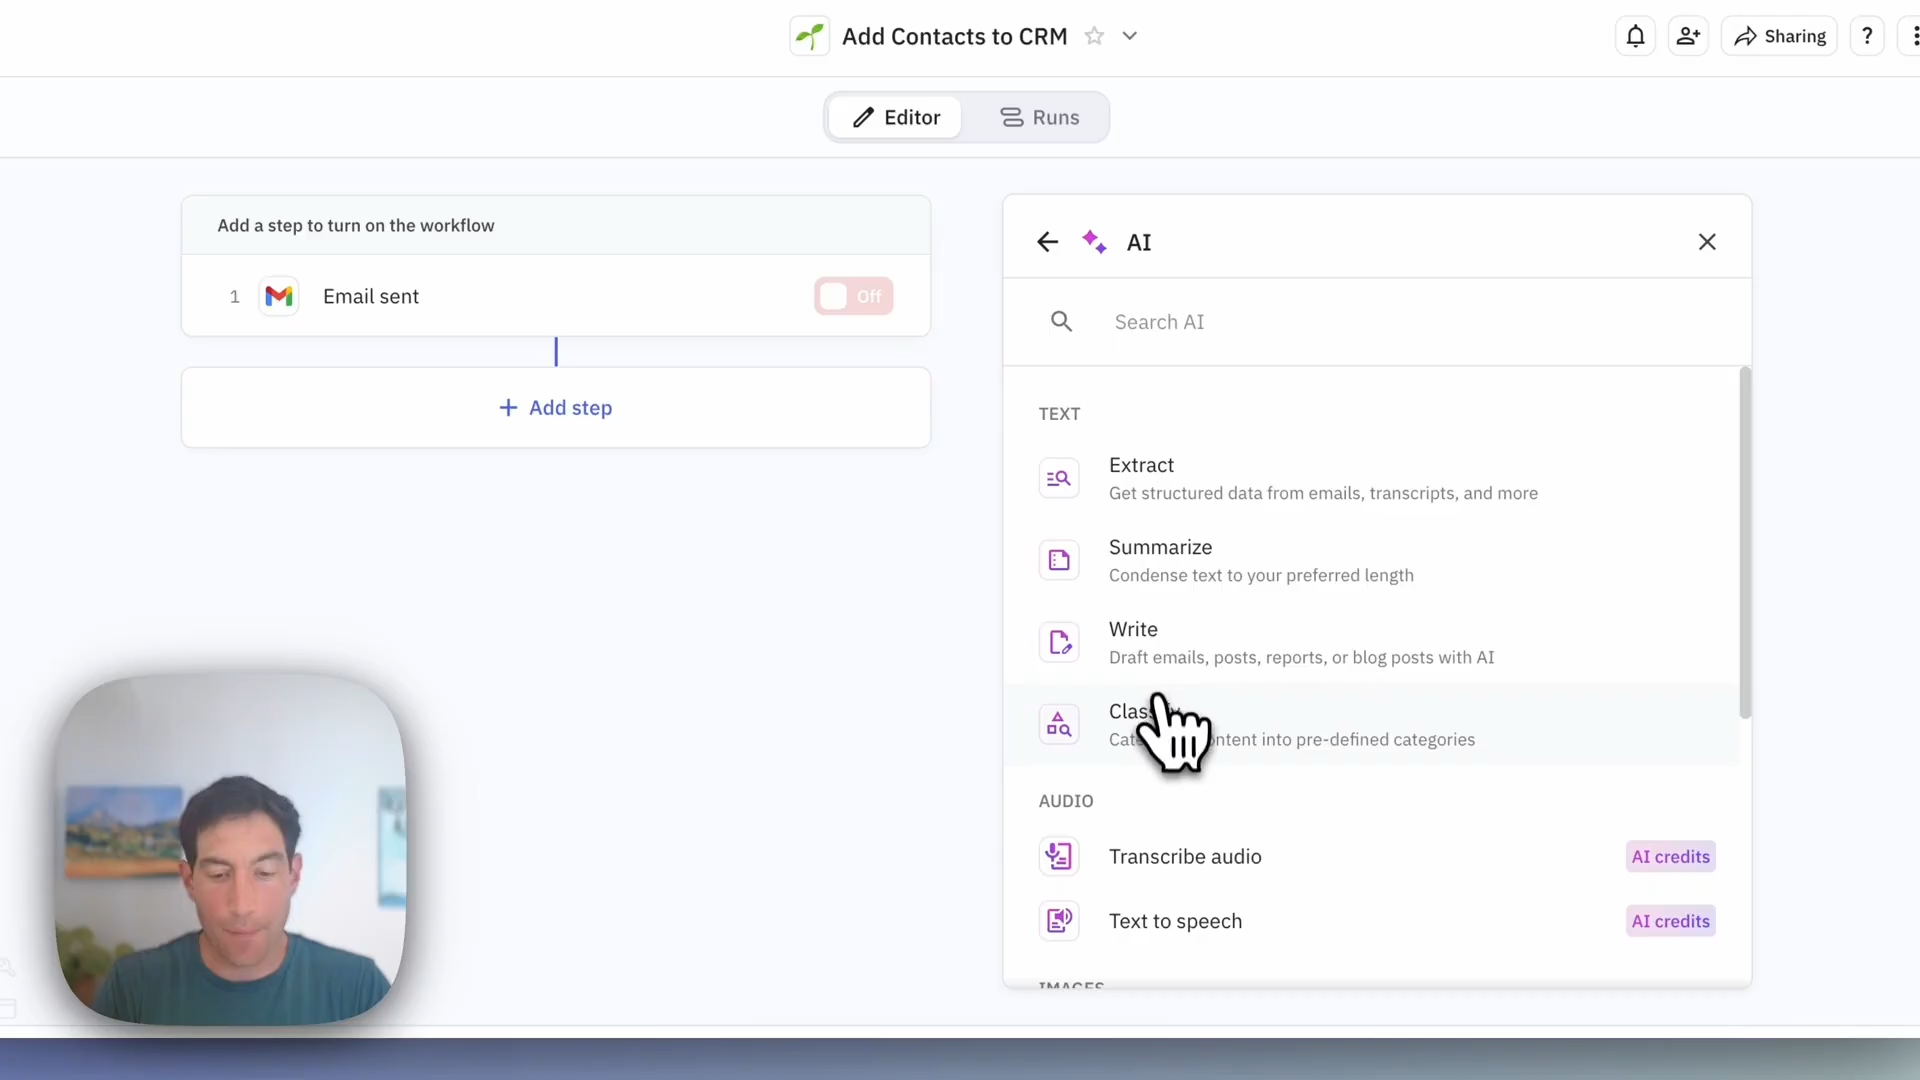 Add Contacts to CRM
Sharing
?
Editor
Runs
Add a step to turn on the workflow
1 Email sent
Off
+ Add step
AI
Search AI
TEXT
Extract
Get structured data from emails, transcripts, and more
Summarize
Condense text to your preferred length
Write
Draft emails, posts, reports, or blog posts with AI
into pre-defined categories
AUDIO
Transcribe audio
AI credits
Text to speech
AI credits
IMAGES